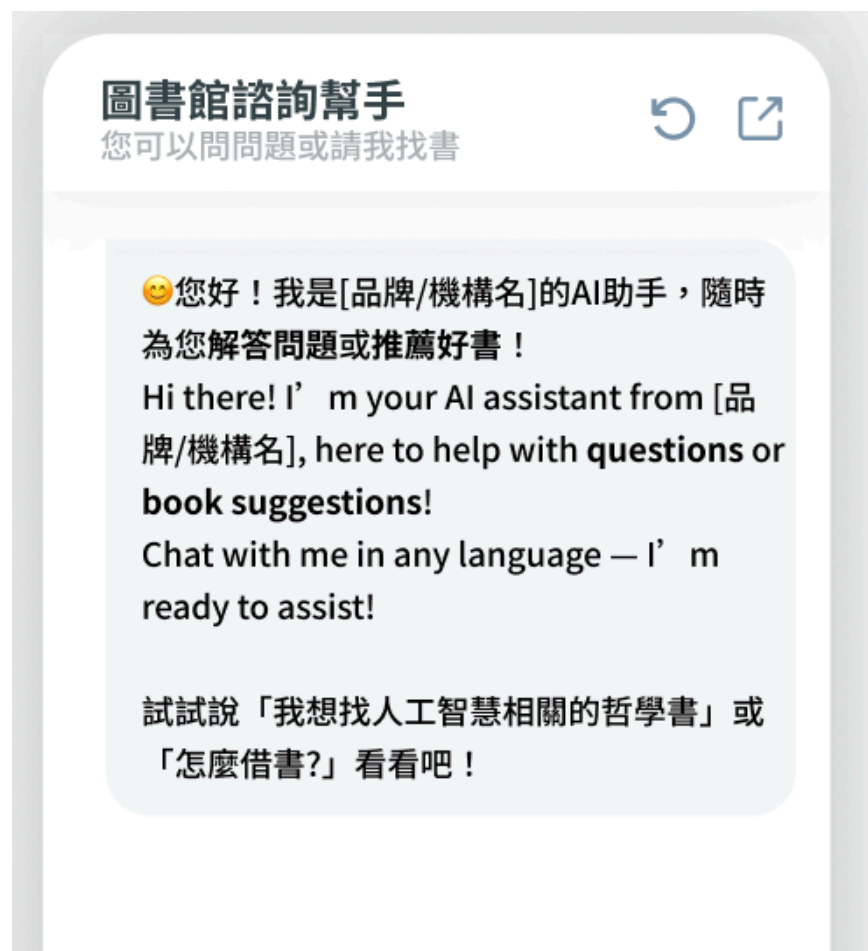 圖書館諮詢幫手
您可以問問題或請我找書
😊您好！我是[品牌/機構名]的AI助手，隨時
為您解答問題或推薦好書！
Hi there! I’m your AI assistant from [品
牌/機構名], here to help with questions or
book suggestions!
Chat with me in any language — I’m
ready to assist!
試試說「我想找人工智慧相關的哲學書」或
「怎麼借書?」看看吧！